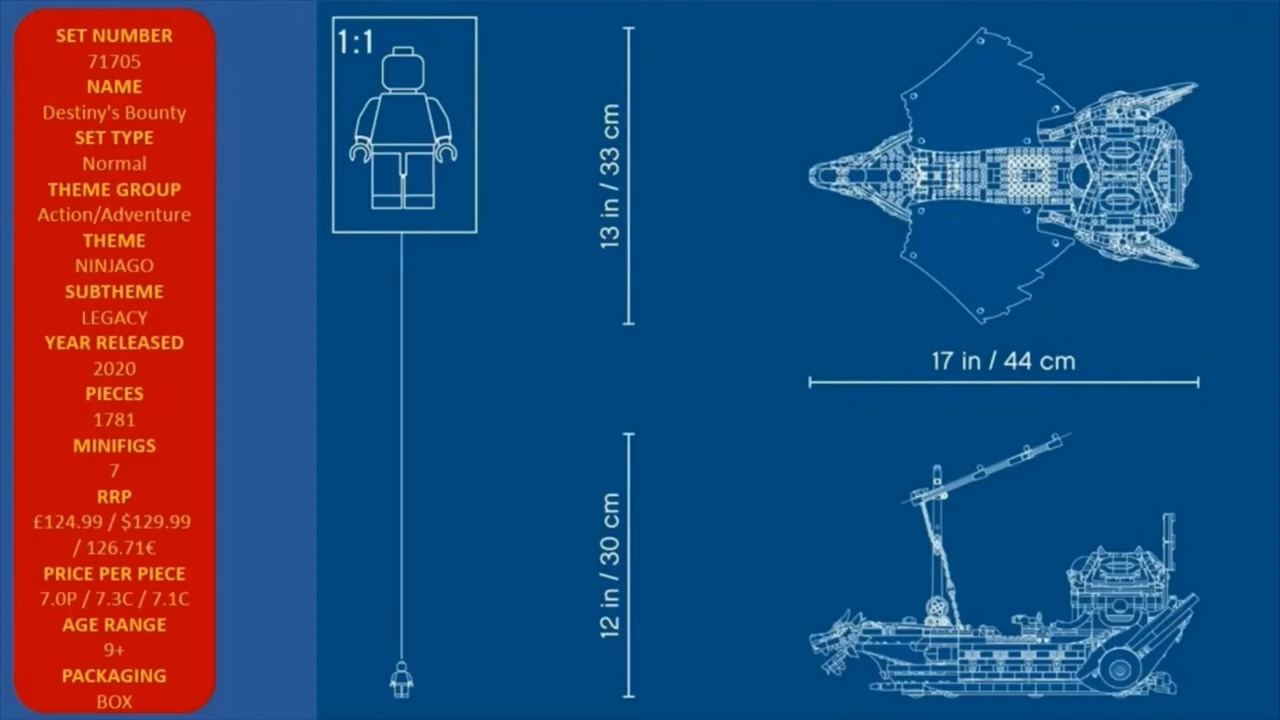 SET NUMBER
71705
NAME
Destiny's Bounty
SET TYPE
Normal
THEME GROUP
Action/Adventure
THEME
NINJAGO
SUBTHEME
LEGACY
YEAR RELEASED
2020
PIECES
1781
MINIFIGS
7
RRP
£124.99 / $129.99
/ 126.71€
PRICE PER PIECE
7.0P / 7.3C / 7.1C
AGE RANGE
9+
PACKAGING
BOX
1:1
13 in / 33 cm
17 in / 44 cm
12 in / 30 cm